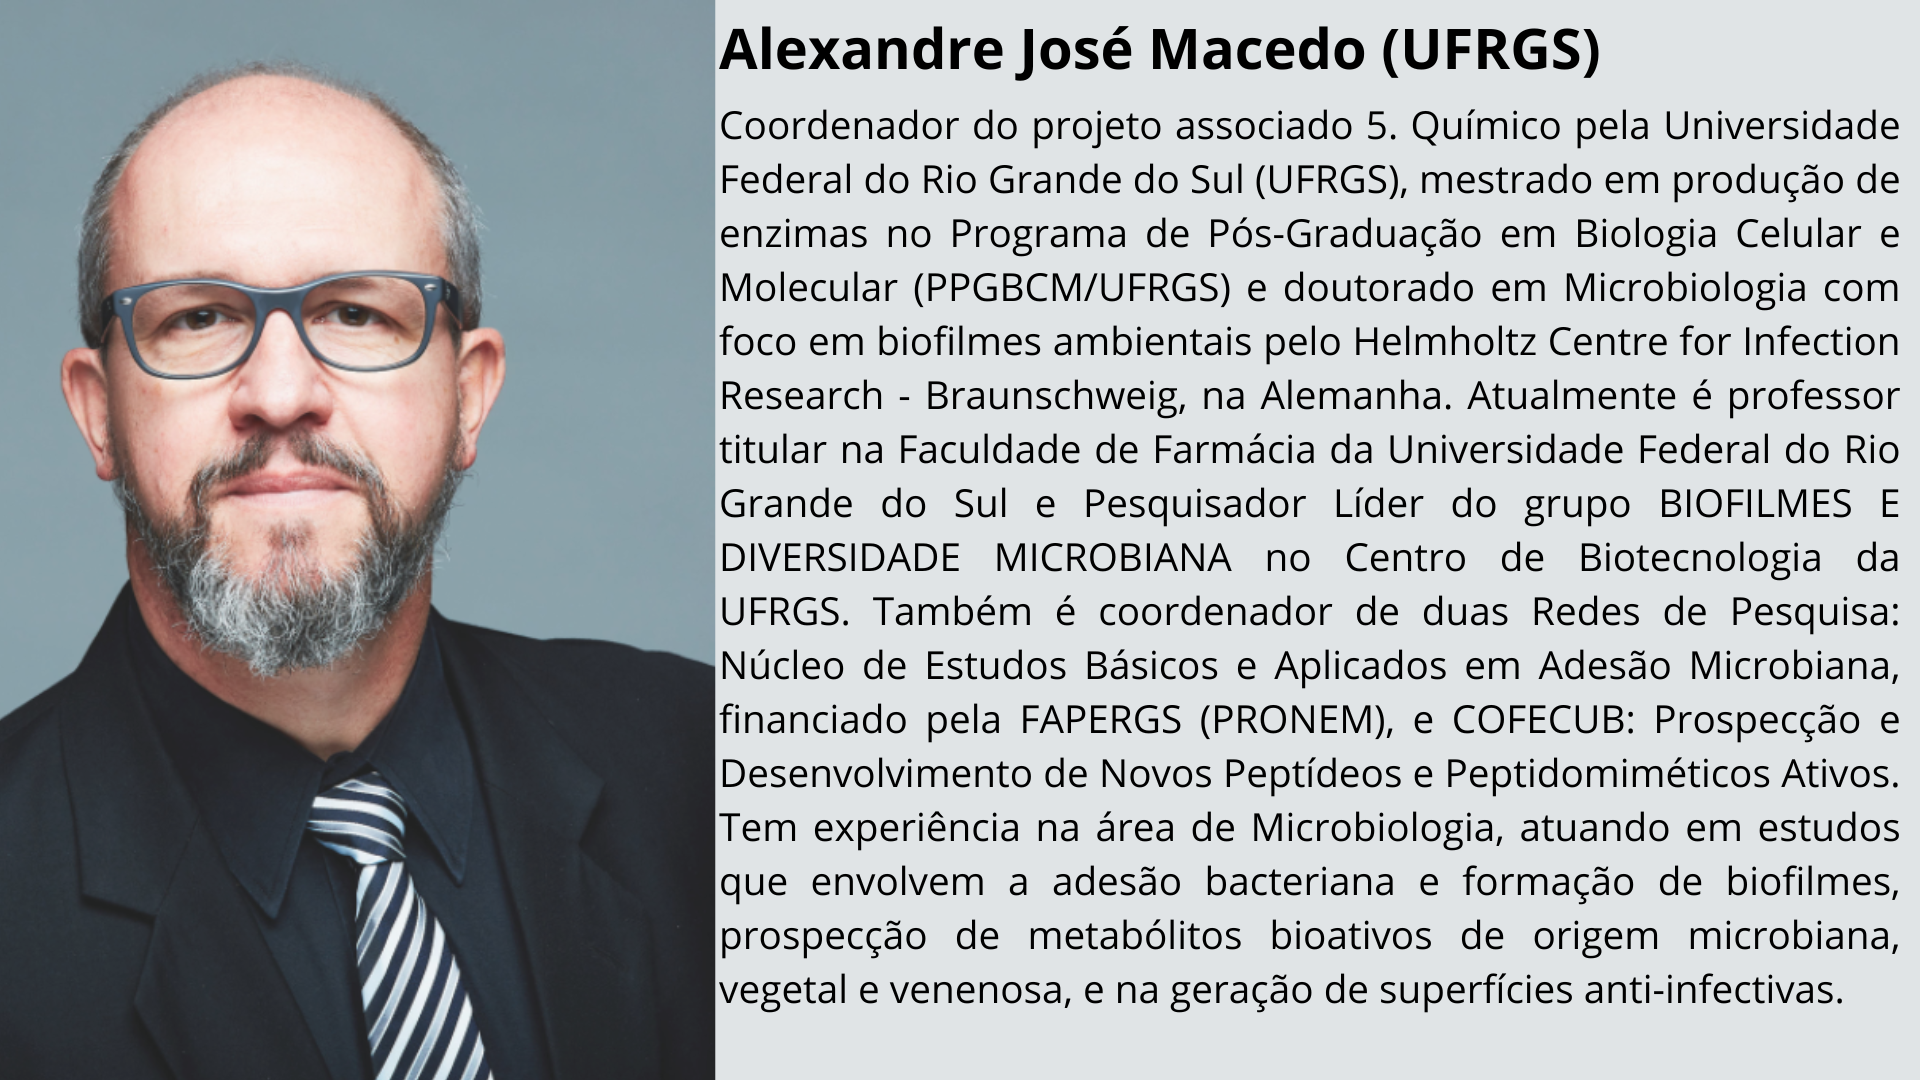 Alexandre José Macedo (UFRGS)
Coordenador do projeto associado 5. Químico pela Universidade
Federal do Rio Grande do Sul (UFRGS), mestrado em produção de
enzimas no Programa de Pós-Graduação em Biologia Celular e
Molecular (PPGBCM/UFRGS) e doutorado em Microbiologia com
foco em biofilmes ambientais pelo Helmholtz Centre for Infection
Research - Braunschweig, na Alemanha. Atualmente é professor
titular na Faculdade de Farmácia da Universidade Federal do Rio
Grande do Sul e Pesquisador Líder do grupo BIOFILMES E
DIVERSIDADE MICROBIANA no Centro de Biotecnologia da
UFRGS. Também é coordenador de duas Redes de Pesquisa:
Núcleo de Estudos Básicos e Aplicados em Adesão Microbiana,
financiado pela FAPERGS (PRONEM), e COFECUB: Prospecção e
Desenvolvimento de Novos Peptídeos e Peptidomiméticos Ativos.
Tem experiência na área de Microbiologia, atuando em estudos
que envolvem a adesão bacteriana e formação de biofilmes,
prospecção de metabólitos bioativos de origem microbiana,
vegetal e venenosa, e na geração de superfícies anti-infectivas.